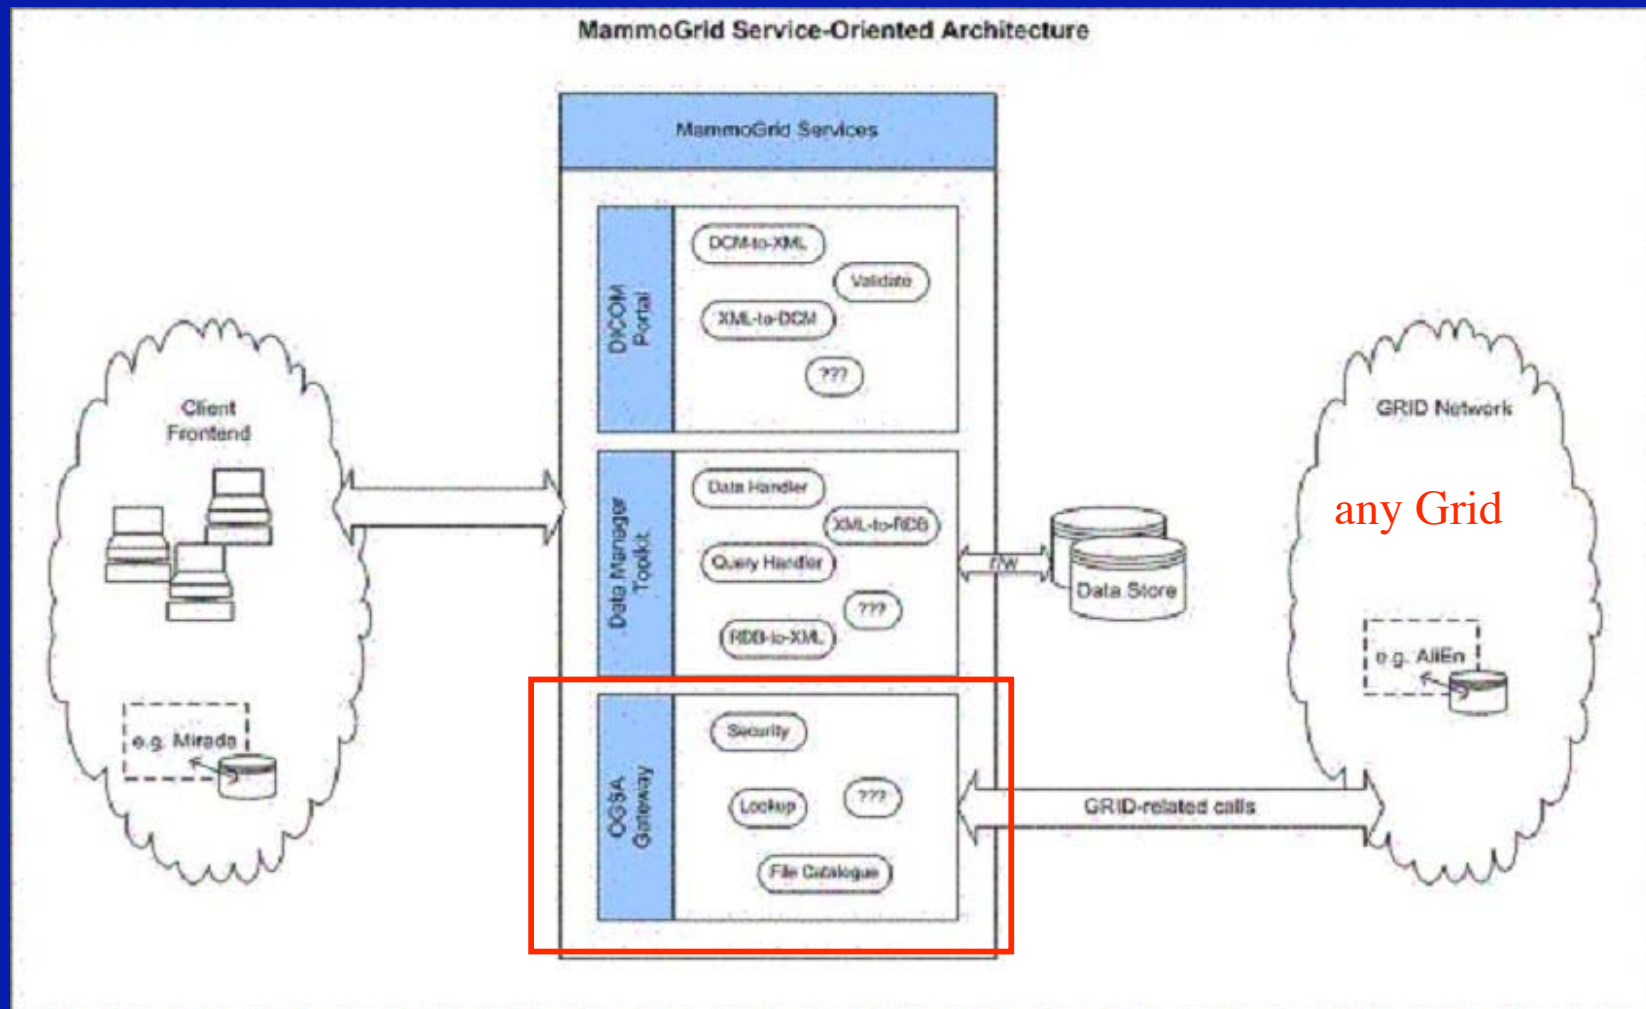 MammoGrid Service-Oriented Architecture
MammoGrid Services
DICOM
Portal
DCM-to-XML
Validate
XML-to-DCM
???
Client
Frontend
e.g. Mirada
Data Manager
Toolkit
Data Handler
XML-to-RDB
Query Handler
???
RDB-to-XML
r/w
Data Store
GRID Network
any Grid
e.g. AliEn
OGSA
Gateway
Security
Lookup
???
File Catalogue
GRID-related calls